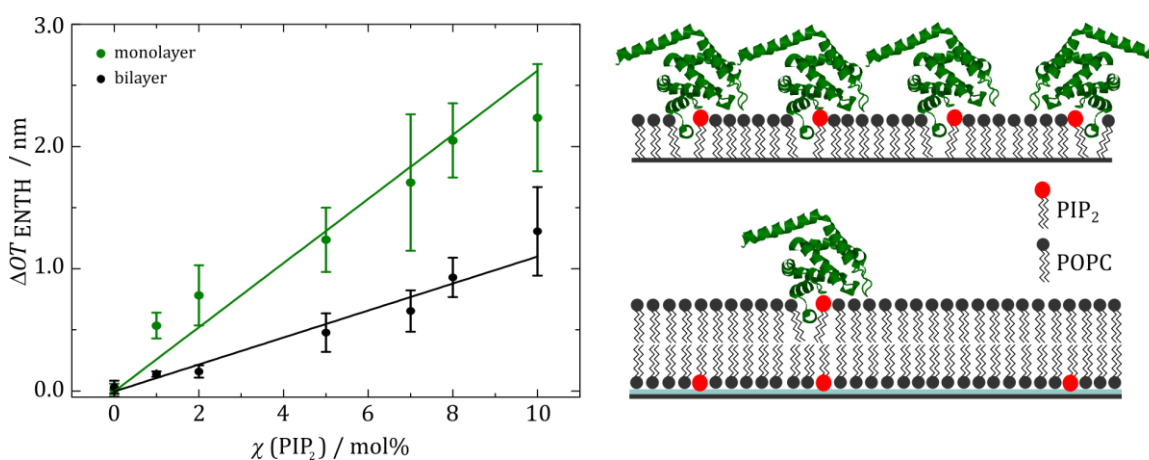 ΔOT ENTH / nm
3.0
2.0
1.0
0.0
monolayer
bilayer
0 2 4 6 8 10
χ (PIP₂) / mol%
PIP₂
POPC